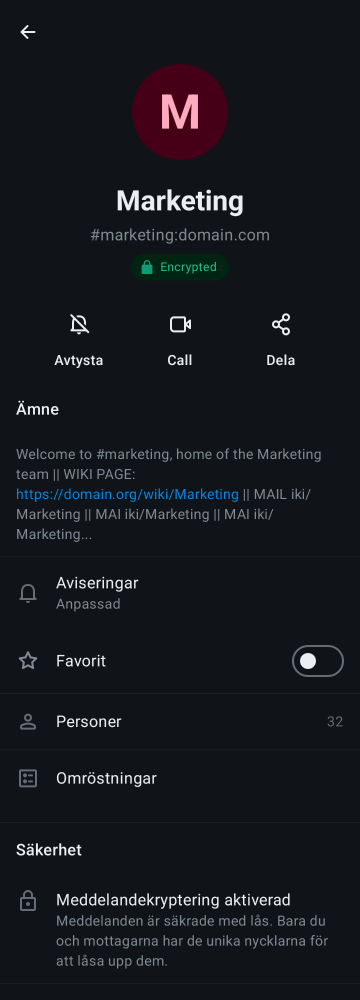 M
Marketing
#marketing:domain.com
Encrypted
Avtysta
Call
Dela
Ämne
Welcome to #marketing, home of the Marketing
team || WIKI PAGE:
https://domain.org/wiki/Marketing || MAIL iki/
Marketing || MAI iki/Marketing || MAI iki/
Marketing...
Aviseringar
Anpassad
Favorit
Personer 32
Omröstningar
Säkerhet
Meddelandekryptering aktiverad
Meddelanden är säkrade med lås. Bara du
och mottagarna har de unika nycklarna för
att låsa upp dem.